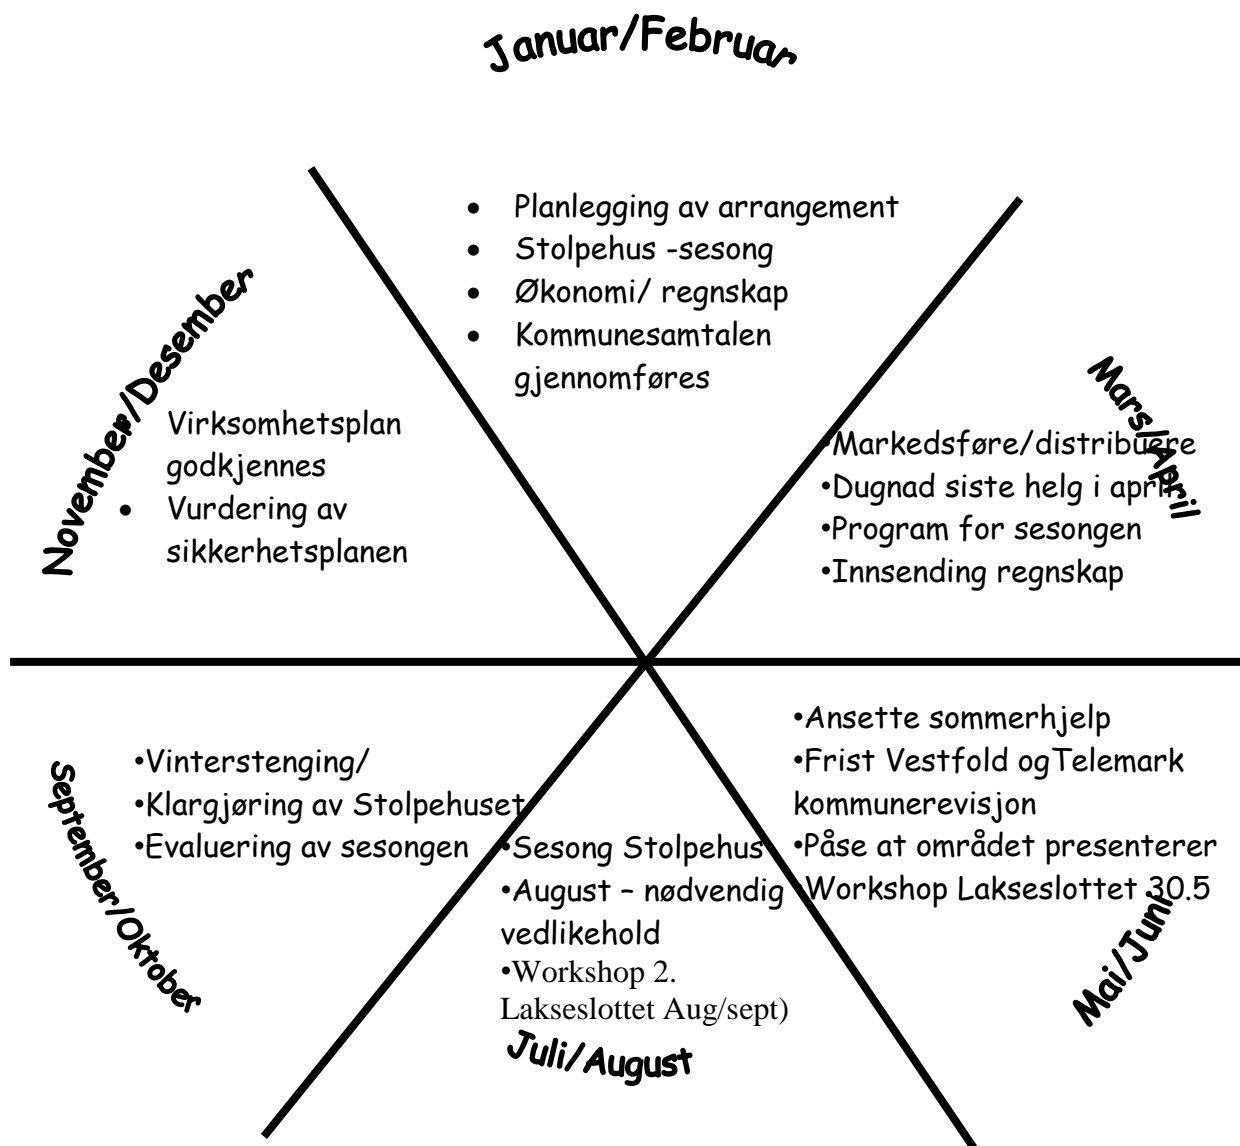 Januar/Februar
• Planlegging av arrangement
• Stolpehus -sesong
• Økonomi/ regnskap
• Kommunesamtalen
gjennomføres
Mars/April
•Markedsføre/distribuere
•Dugnad siste helg i april
•Program for sesongen
•Innsending regnskap
Mai/Juni
•Ansette sommerhjelp
•Frist Vestfold ogTelemark
kommunerevisjon
•Påse at området presenterer
•Workshop Lakseslottet 30.5
Juli/August
•Sesong Stolpehus
•August – nødvendig
vedlikehold
•Workshop 2.
Lakseslottet Aug/sept)
September/Oktober
•Vinterstenging/
•Klargjøring av Stolpehuset
•Evaluering av sesongen
November/Desember
• Virksomhetsplan
godkjennes
• Vurdering av
sikkerhetsplanen